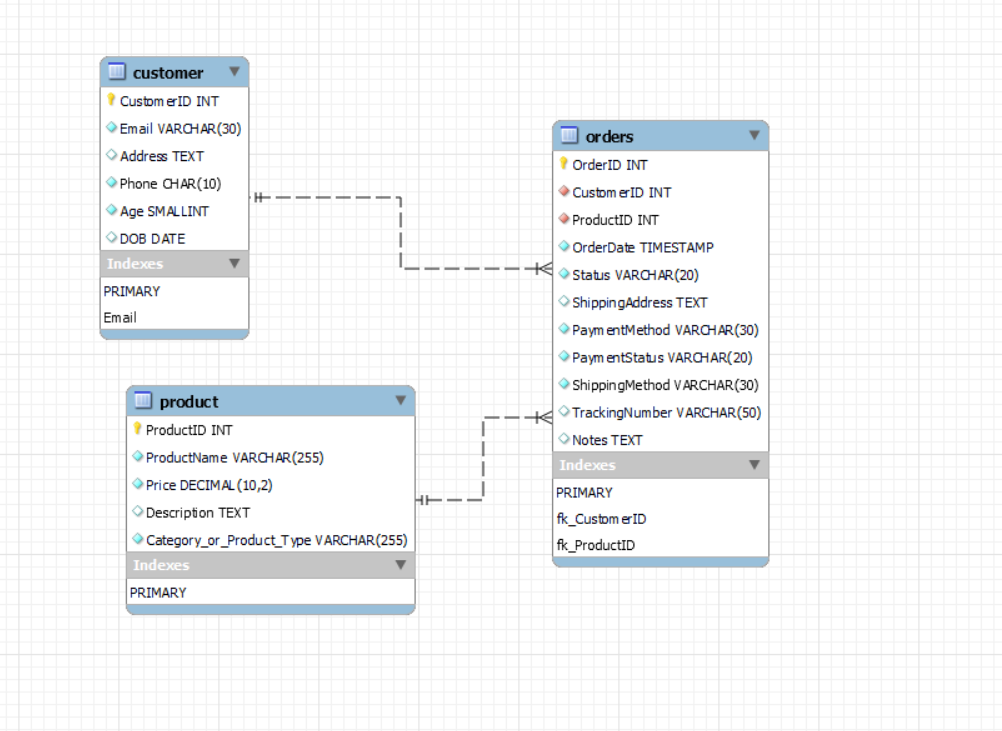 customer
CustomerID INT
Email VARCHAR(30)
Address TEXT
Phone CHAR(10)
Age SMALLINT
DOB DATE
Indexes
PRIMARY
Email
product
ProductID INT
ProductName VARCHAR(255)
Price DECIMAL(10,2)
Description TEXT
Category_or_Product_Type VARCHAR(255)
Indexes
PRIMARY
orders
OrderID INT
CustomerID INT
ProductID INT
OrderDate TIMESTAMP
Status VARCHAR(20)
ShippingAddress TEXT
PaymentMethod VARCHAR(30)
PaymentStatus VARCHAR(20)
ShippingMethod VARCHAR(30)
TrackingNumber VARCHAR(50)
Notes TEXT
Indexes
PRIMARY
fk_CustomerID
fk_ProductID